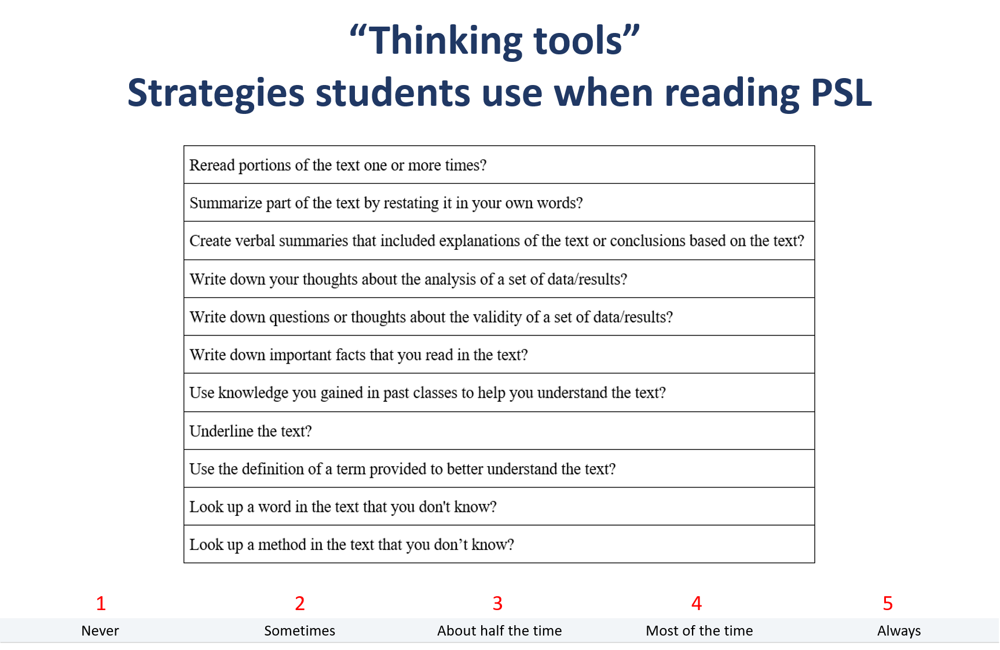 “Thinking tools”
Strategies students use when reading PSL
Reread portions of the text one or more times?
Summarize part of the text by restating it in your own words?
Create verbal summaries that included explanations of the text or conclusions based on the text?
Write down your thoughts about the analysis of a set of data/results?
Write down questions or thoughts about the validity of a set of data/results?
Write down important facts that you read in the text?
Use knowledge you gained in past classes to help you understand the text?
Underline the text?
Use the definition of a term provided to better understand the text?
Look up a word in the text that you don't know?
Look up a method in the text that you don’t know?
1 2 3 4 5
Never Sometimes About half the time Most of the time Always